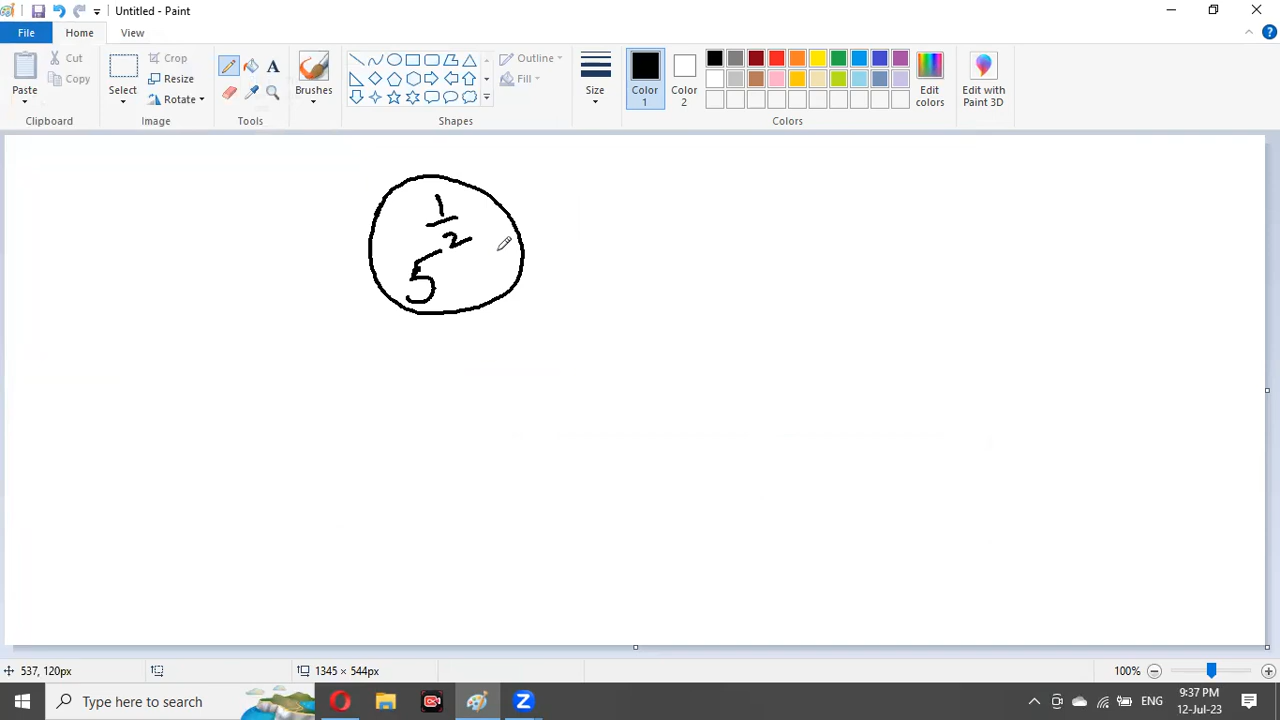 Untitled - Paint
File Home View
Paste
Cut
Copy
Clipboard
Select
Crop
Resize
Rotate
Image
Tools
Brushes
Shapes
Outline
Fill
Size
Color 1
Color 2
Colors
Edit colors
Edit with Paint 3D
1
2
5
537, 120px
1345 × 544px
100%
Type here to search
ENG
9:37 PM
12-Jul-23